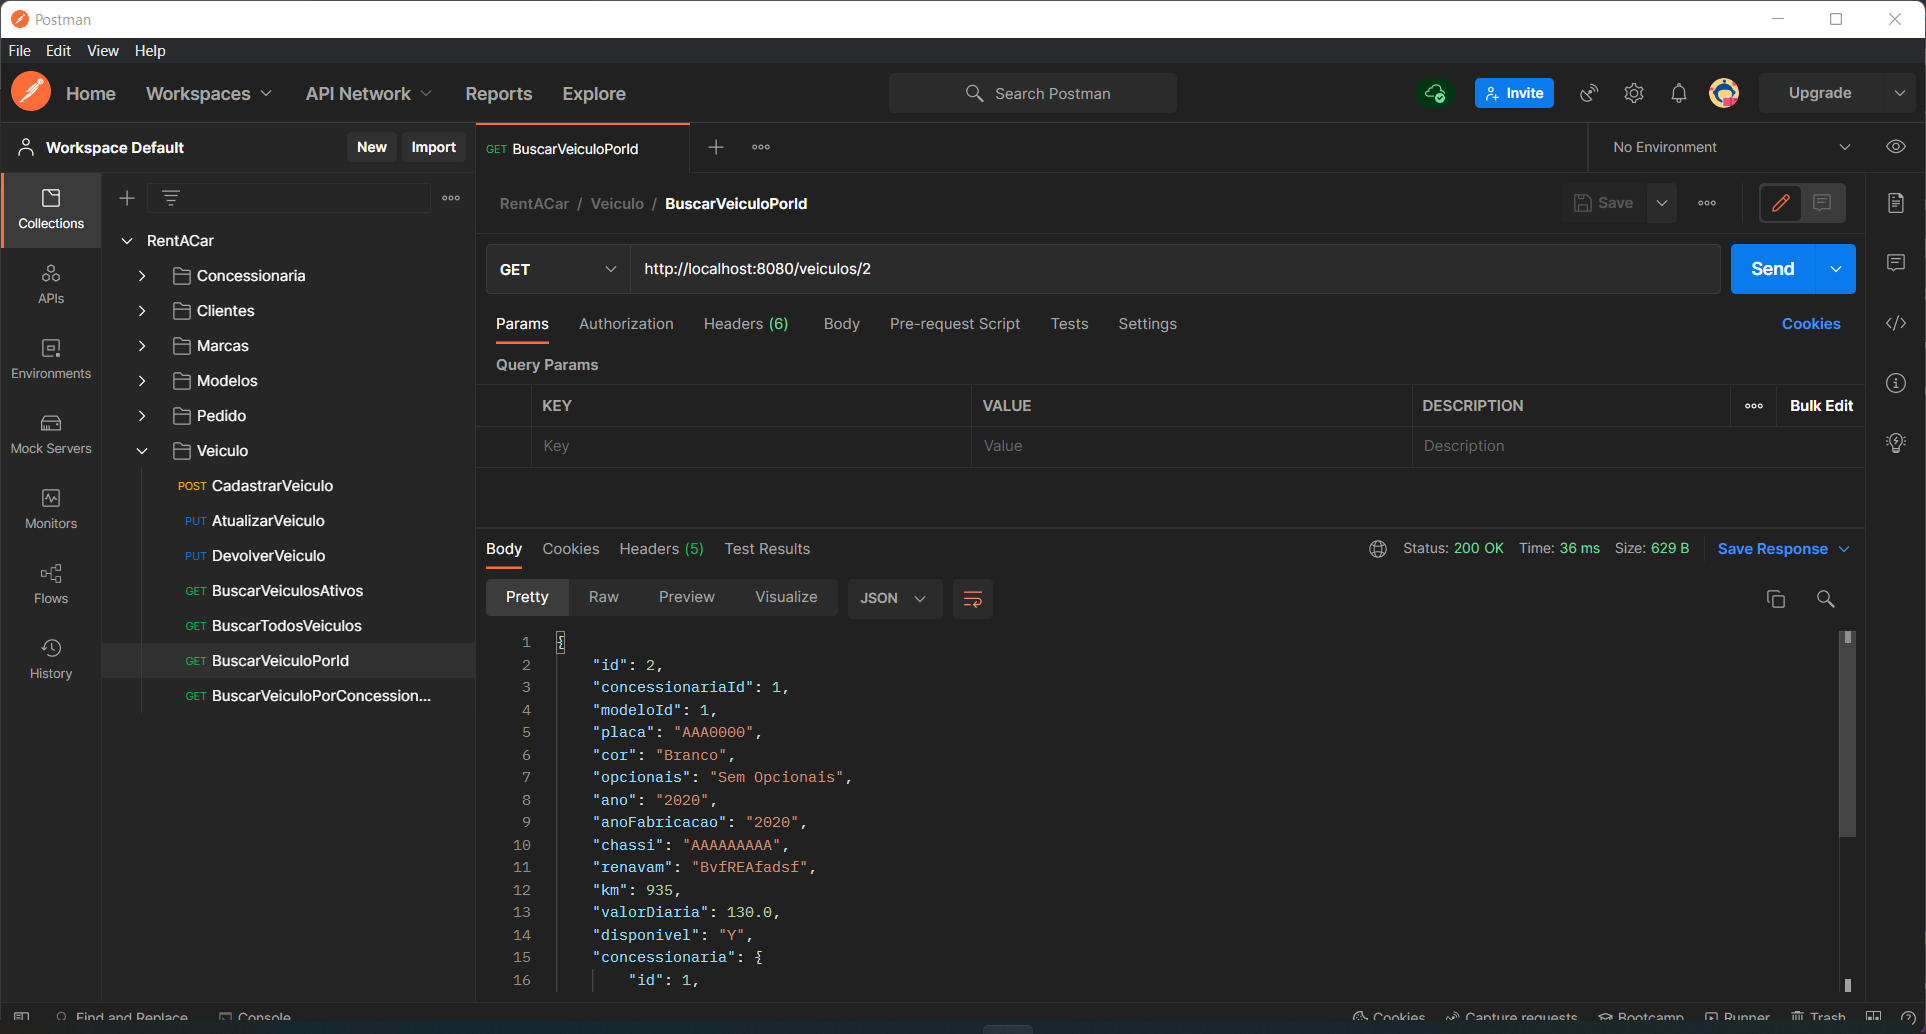 Postman
File Edit View Help
Home Workspaces API Network Reports Explore Search Postman Invite Upgrade
Workspace Default New Import
GET BuscarVeiculoPorId
No Environment
Collections
APIs
Environments
Mock Servers
Monitors
Flows
History
RentACar
Concessionaria
Clientes
Marcas
Modelos
Pedido
Veiculo
POST CadastrarVeiculo
PUT AtualizarVeiculo
PUT DevolverVeiculo
GET BuscarVeiculosAtivos
GET BuscarTodosVeiculos
GET BuscarVeiculoPorId
GET BuscarVeiculoPorConcession...
RentACar / Veiculo / BuscarVeiculoPorId
Save
GET http://localhost:8080/veiculos/2
Send
Params Authorization Headers (6) Body Pre-request Script Tests Settings Cookies
Query Params
KEY VALUE DESCRIPTION Bulk Edit
Key Value Description
Body Cookies Headers (5) Test Results Status: 200 OK Time: 36 ms Size: 629 B Save Response
Pretty Raw Preview Visualize JSON
1 {
2 "id": 2,
3 "concessionariaId": 1,
4 "modeloId": 1,
5 "placa": "AAA0000",
6 "cor": "Branco",
7 "opcionais": "Sem Opcionais",
8 "ano": "2020",
9 "anoFabricacao": "2020",
10 "chassi": "AAAAAAAAA",
11 "renavam": "BvfREAfadsf",
12 "km": 935,
13 "valorDiaria": 130.0,
14 "disponivel": "Y",
15 "concessionaria": {
16 "id": 1,
Find and Replace Console Cookies Capture requests Bootcamp Runner Trash